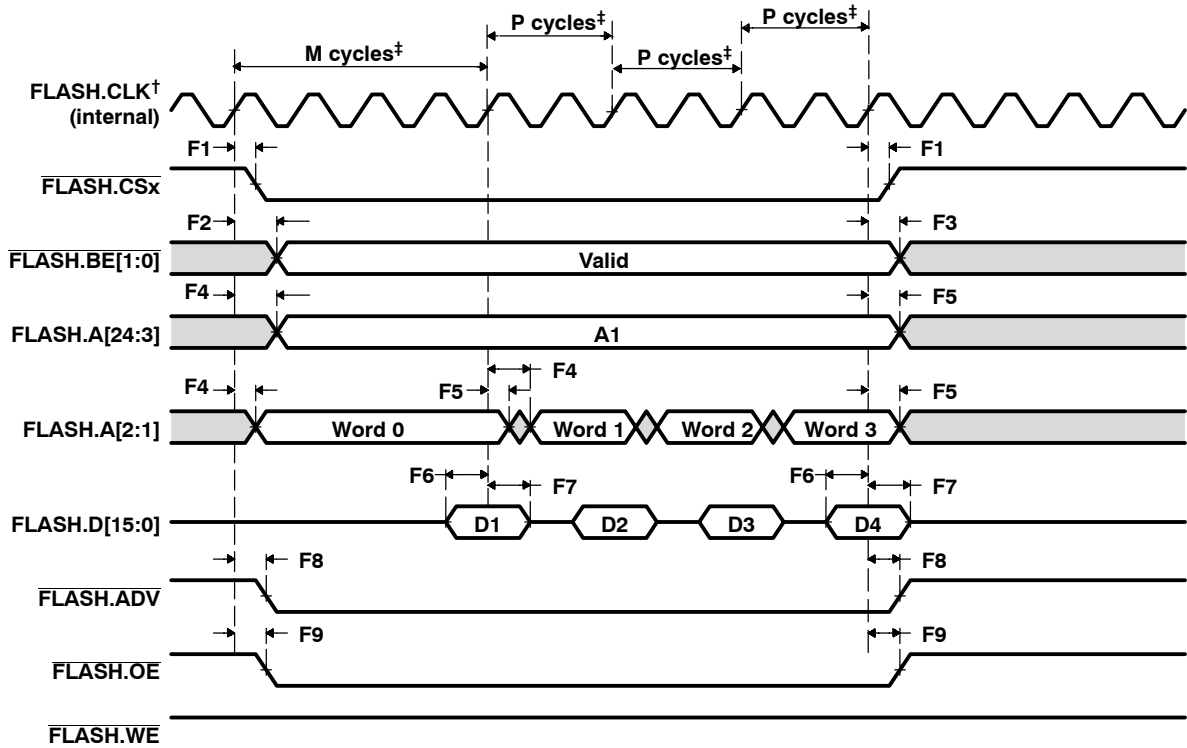 P cycles‡
P cycles‡
M cycles‡
P cycles‡
FLASH.CLK†
(internal)
F1
F1
FLASH.CSx
F2
F3
FLASH.BE[1:0]
Valid
F4
F5
FLASH.A[24:3]
A1
F4
F4
F5
F5
FLASH.A[2:1]
Word 0
Word 1
Word 2
Word 3
F6
F7
F6
F7
FLASH.D[15:0]
D1
D2
D3
D4
F8
F8
FLASH.ADV
F9
F9
FLASH.OE
FLASH.WE